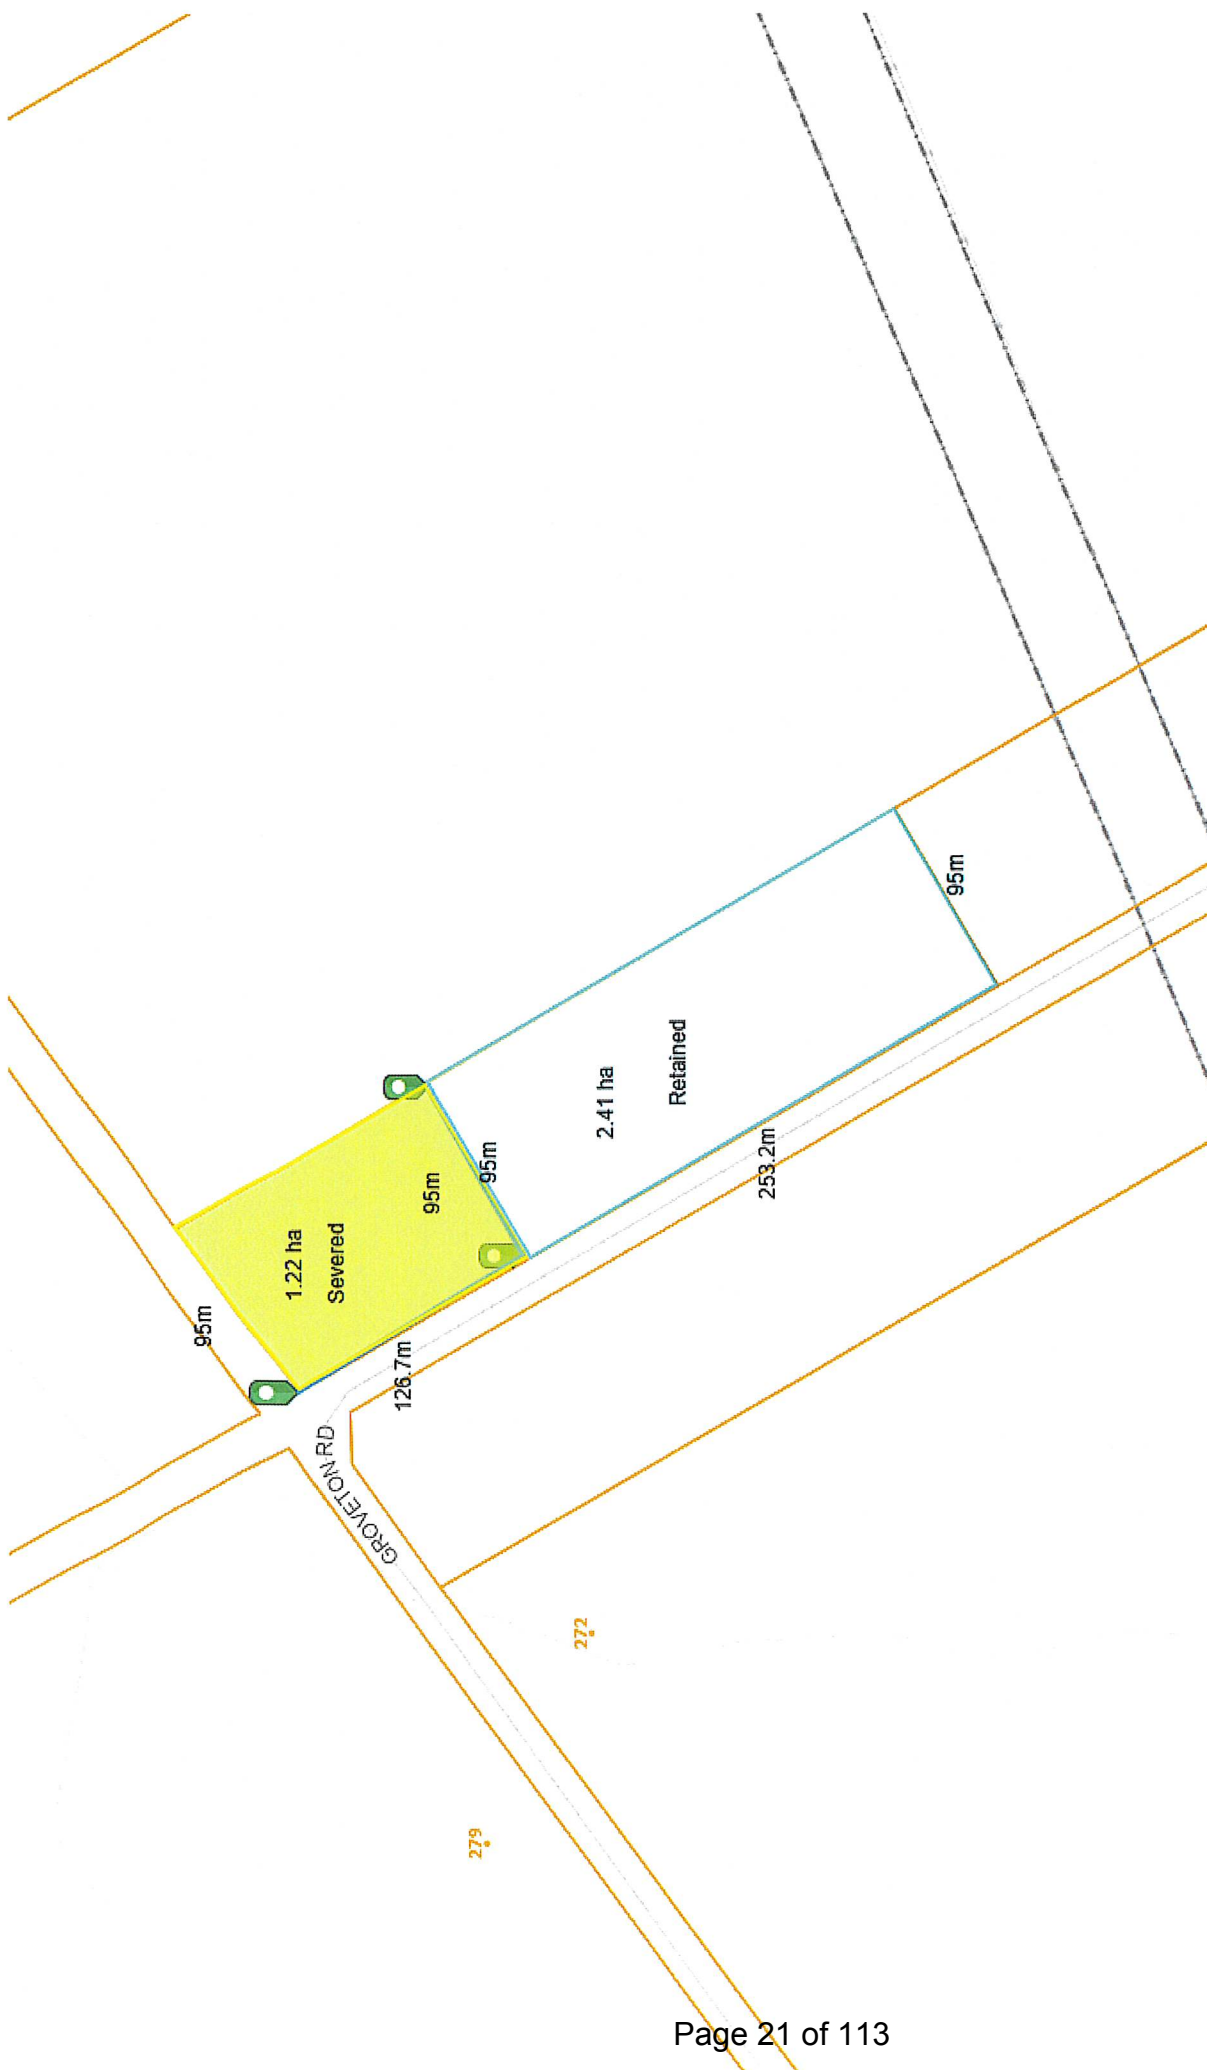 95m
1.22 ha
Severed
95m
95m
126.7m
GROVETON RD
2.41 ha
Retained
253.2m
95m
272
279
Page 21 of 113